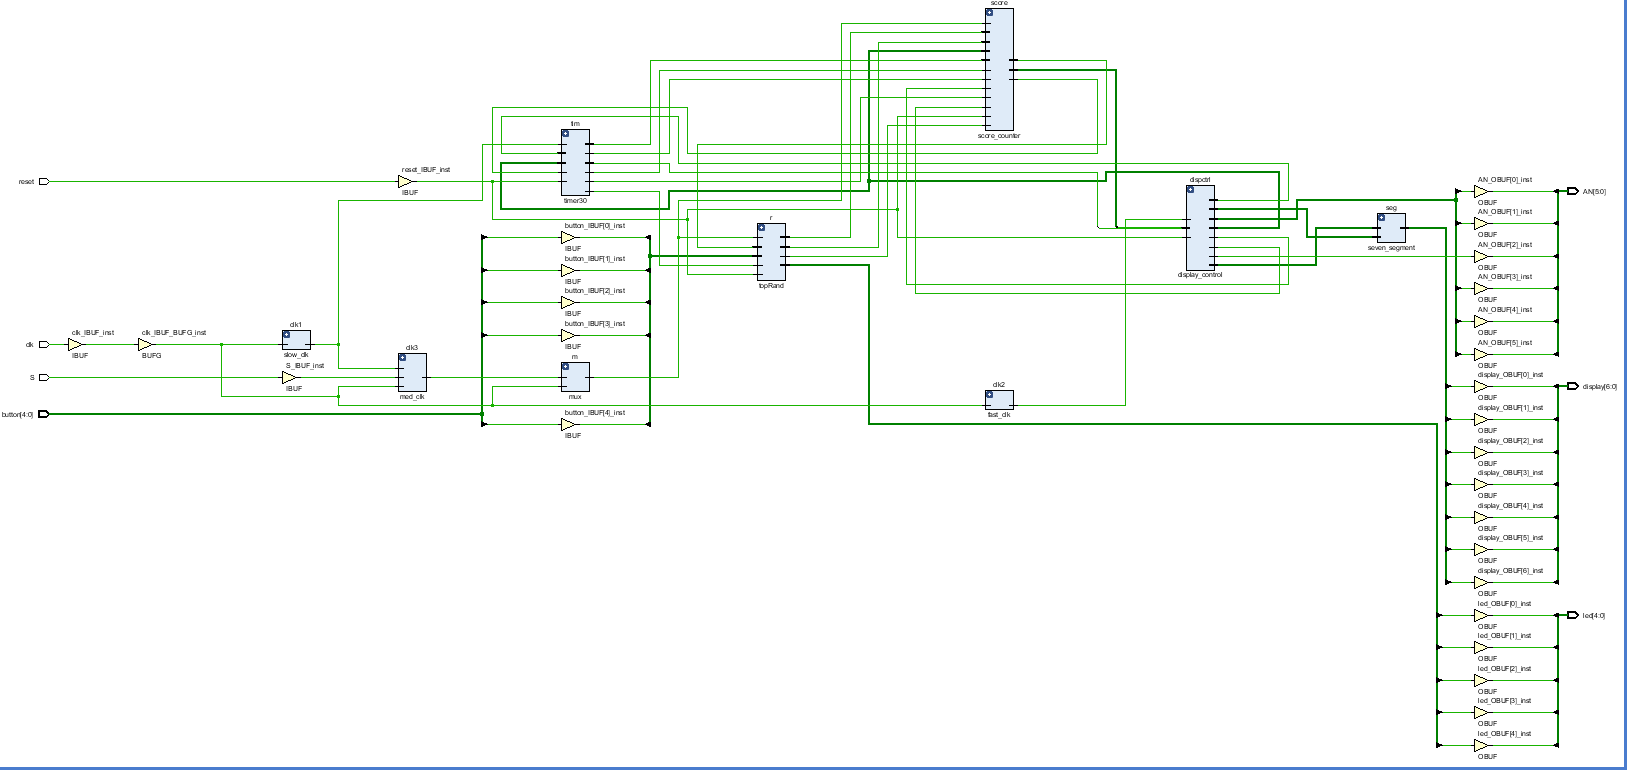 score
score_counter
tim
timer30
reset
reset_IBUF_inst
IBUF
r
topRand
dispctrl
display_control
seg
seven_segment
button_IBUF[0]_inst
IBUF
button_IBUF[1]_inst
IBUF
button_IBUF[2]_inst
IBUF
button_IBUF[3]_inst
IBUF
m
mux
button_IBUF[4]_inst
IBUF
clk
clk_IBUF_inst
IBUF
clk_IBUF_BUFG_inst
BUFG
clk1
slow_clk
S
S_IBUF_inst
IBUF
clk3
med_clk
button[4:0]
clk2
fast_clk
AN_OBUF[0]_inst
OBUF
AN[5:0]
AN_OBUF[1]_inst
OBUF
AN_OBUF[2]_inst
OBUF
AN_OBUF[3]_inst
OBUF
AN_OBUF[4]_inst
OBUF
AN_OBUF[5]_inst
OBUF
display_OBUF[0]_inst
OBUF
display[6:0]
display_OBUF[1]_inst
OBUF
display_OBUF[2]_inst
OBUF
display_OBUF[3]_inst
OBUF
display_OBUF[4]_inst
OBUF
display_OBUF[5]_inst
OBUF
display_OBUF[6]_inst
OBUF
led_OBUF[0]_inst
OBUF
led[4:0]
led_OBUF[1]_inst
OBUF
led_OBUF[2]_inst
OBUF
led_OBUF[3]_inst
OBUF
led_OBUF[4]_inst
OBUF